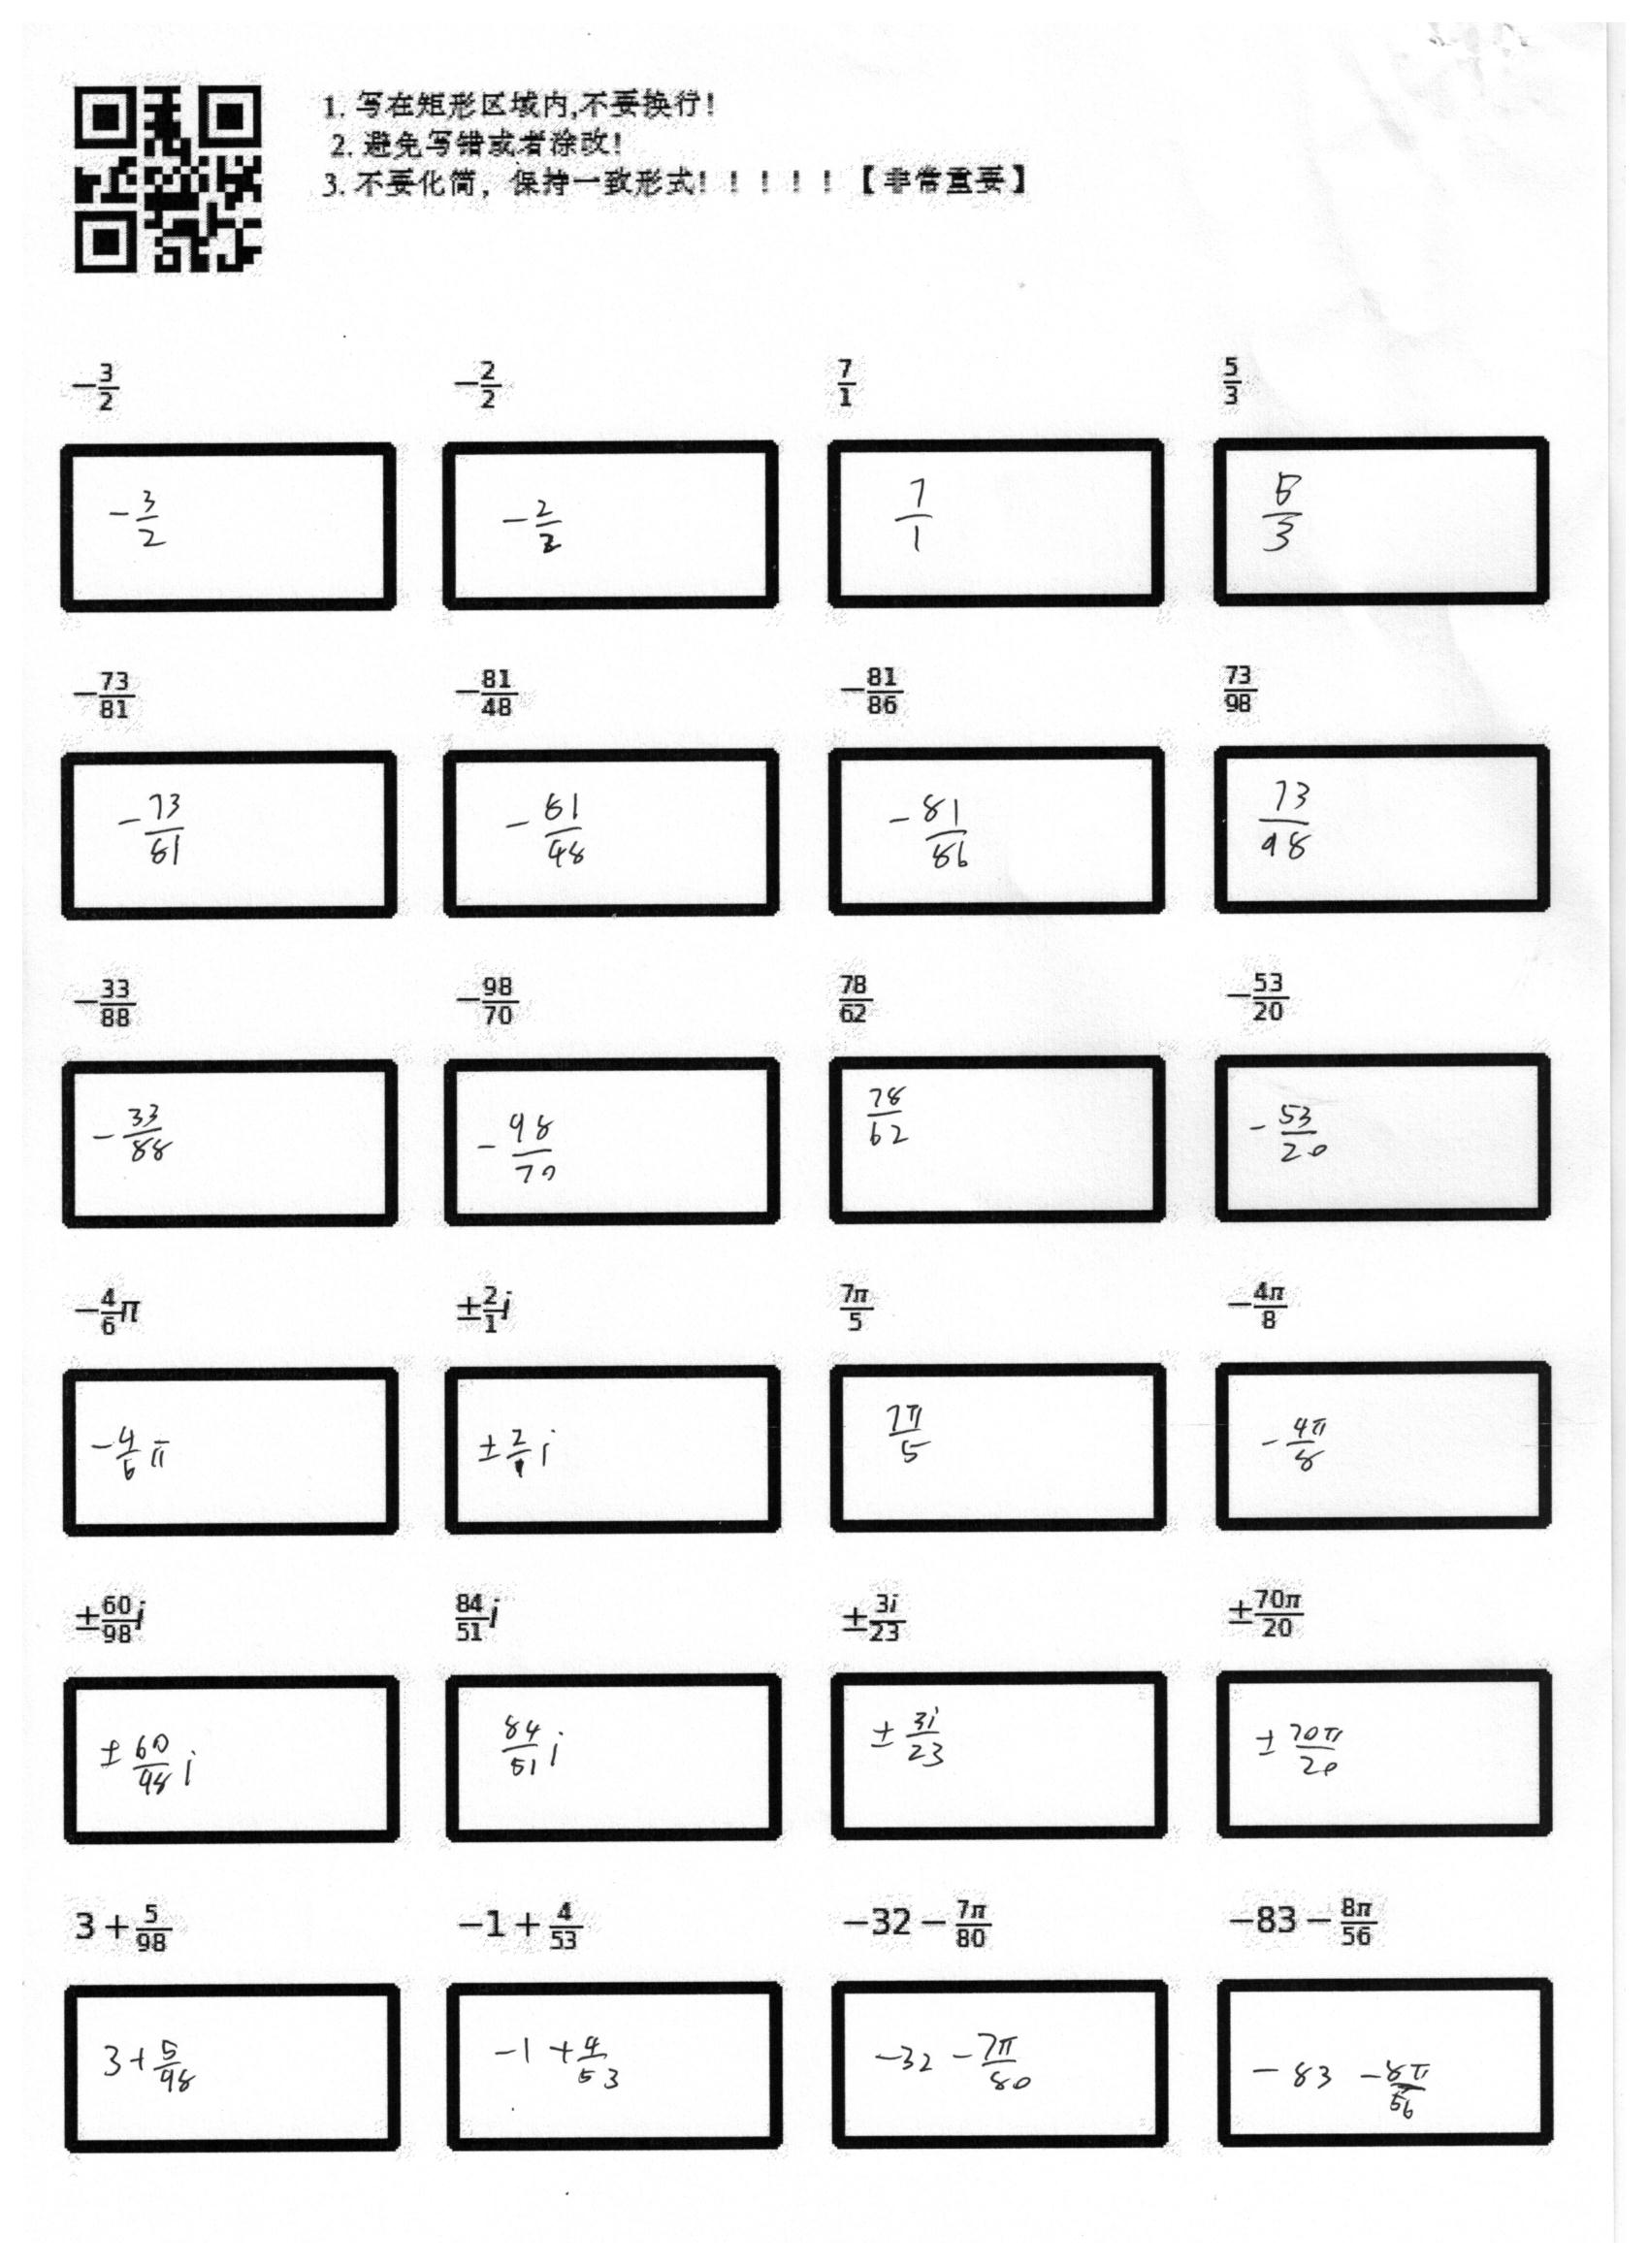 1. 写在矩形区域内,不要换行!
2. 避免写错或者涂改!
3. 不要化简，保持一致形式！！！！！【非常重要】
-3/2 -2/2 7/1 5/3
-3/2 -2/2 7/1 5/3
-73/81 -81/48 -81/86 73/98
-73/81 -81/48 -81/86 73/98
-33/88 -98/70 78/62 -53/20
-33/88 -98/70 78/62 -53/20
-4/6π ±2/1i 7π/5 -4π/8
-4/6π ±2/1i 7π/5 -4π/8
±60/98i 84/51i ±3i/23 ±70π/20
±60/98i 84/51i ±3i/23 ±70π/20
3+5/98 -1+4/53 -32-7π/80 -83-8π/56
3+5/98 -1+4/53 -32-7π/80 -83-8π/56